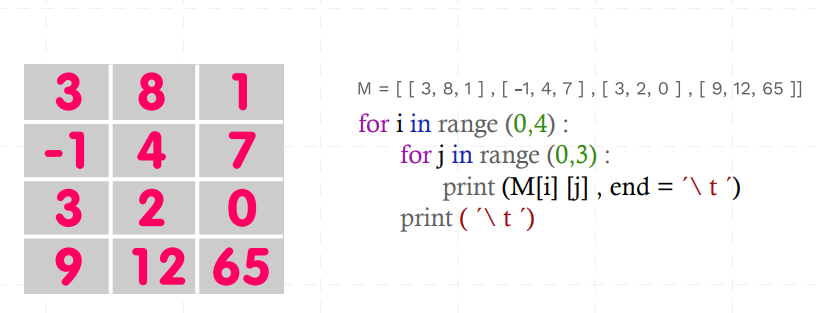 3 8 1
-1 4 7
3 2 0
9 12 65
M = [ [ 3, 8, 1 ] , [ -1, 4, 7 ] , [ 3, 2, 0 ] , [ 9, 12, 65 ]]
for i in range (0,4) :
for j in range (0,3) :
print (M[i] [j] , end = ´\ t ´)
print ( ´\ t ´)